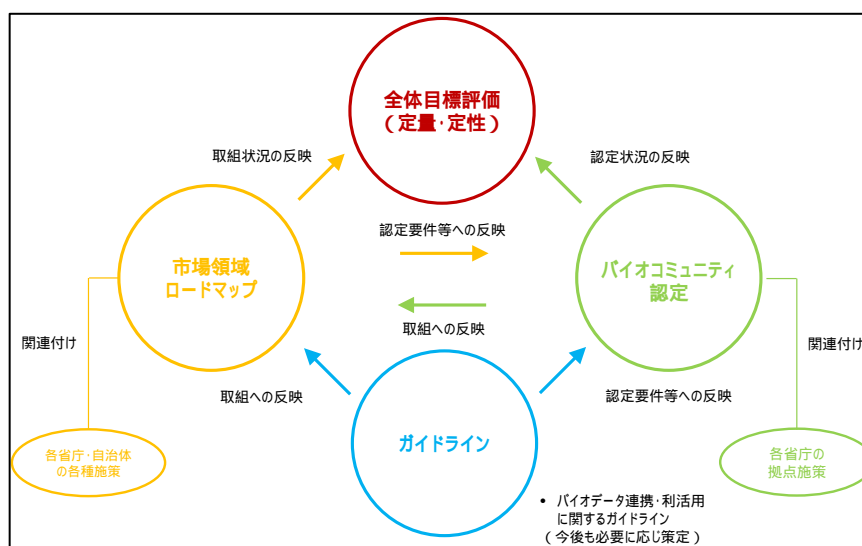 全体目標評価
（定量・定性）
取組状況の反映
認定状況の反映
認定要件等への反映
市場領域
ロードマップ
バイオコミュニティ
認定
取組への反映
関連付け
関連付け
取組への反映
認定要件等への反映
ガイドライン
各省庁・自治体
の各種施策
各省庁の
拠点施策
• バイオデータ連携・利活用
に関するガイドライン
（今後も必要に応じ策定）